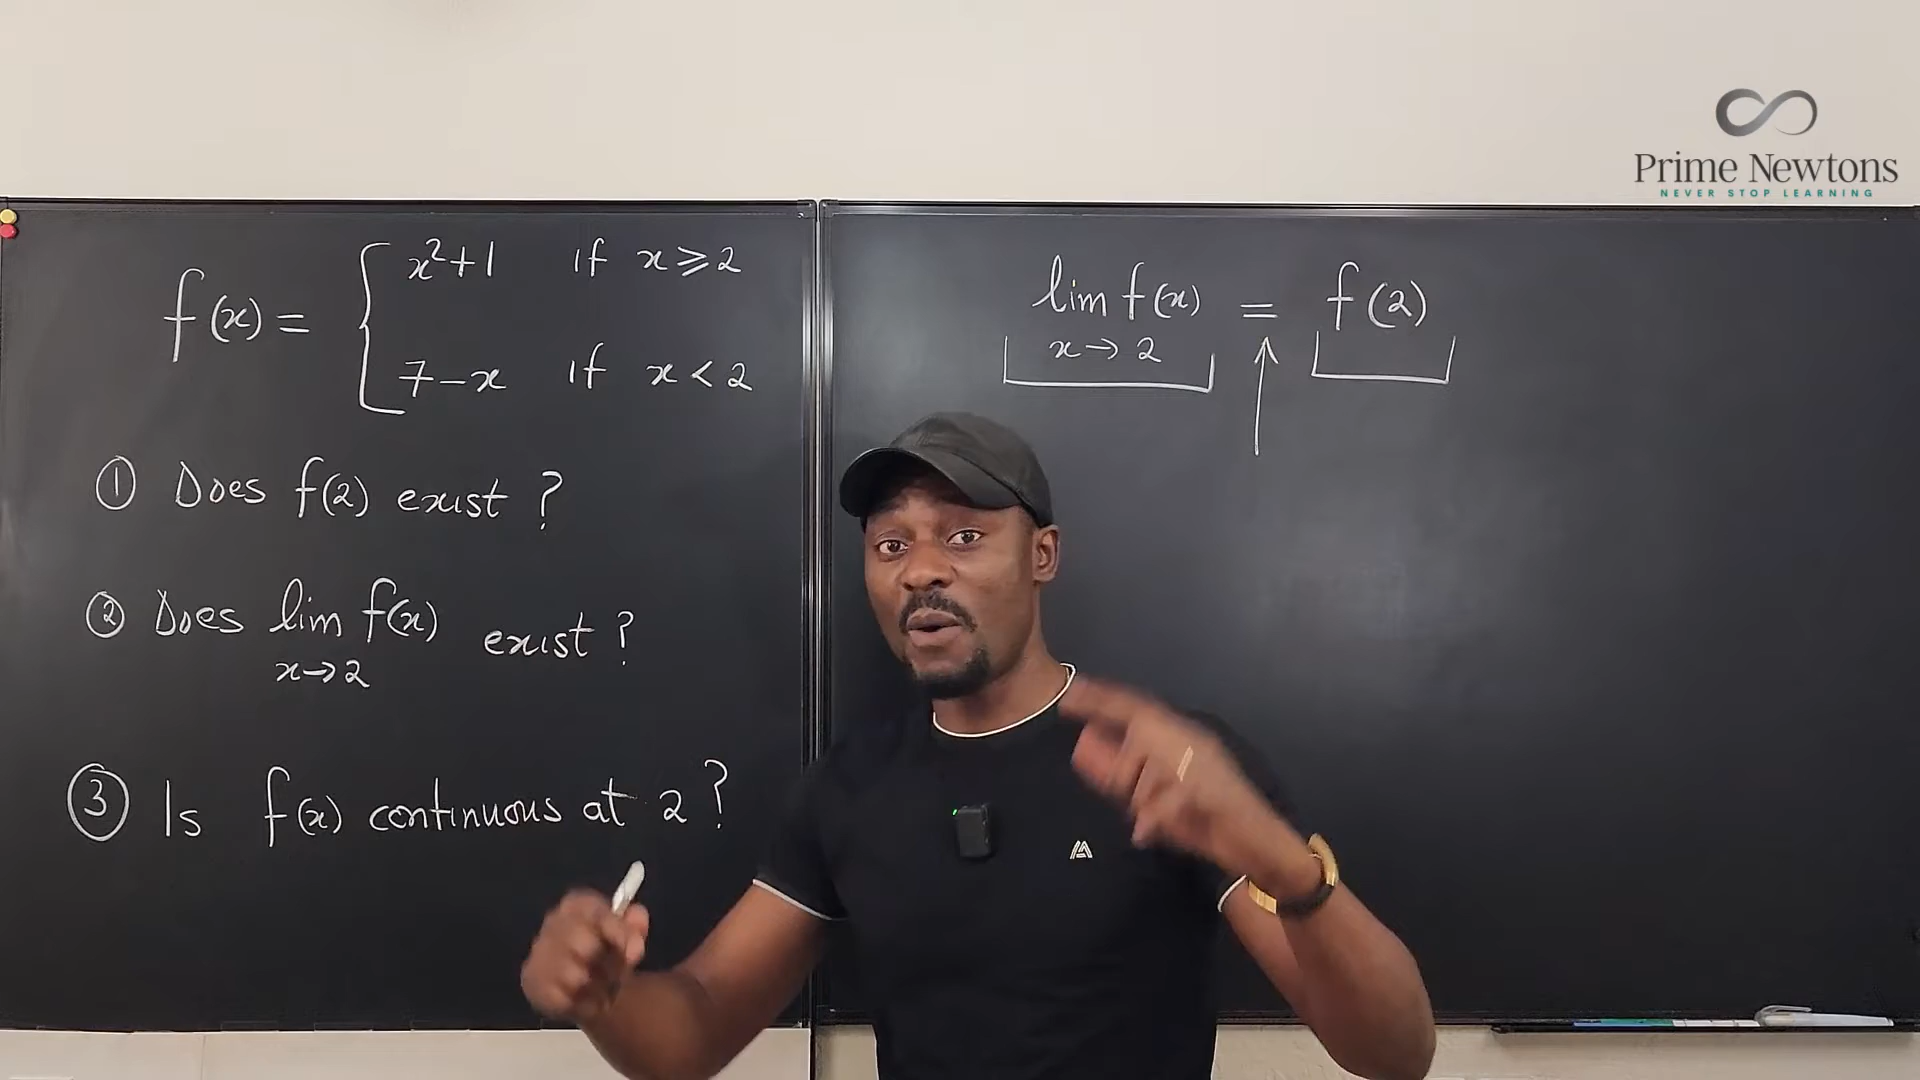 Prime Newtons
NEVER STOP LEARNING
f(x) = { x²+1 if x ≥ 2
7-x if x < 2
① Does f(2) exist ?
② Does lim f(x) exist ?
x→2
③ Is f(x) continuous at 2 ?
lim f(x) = f(2)
x→2